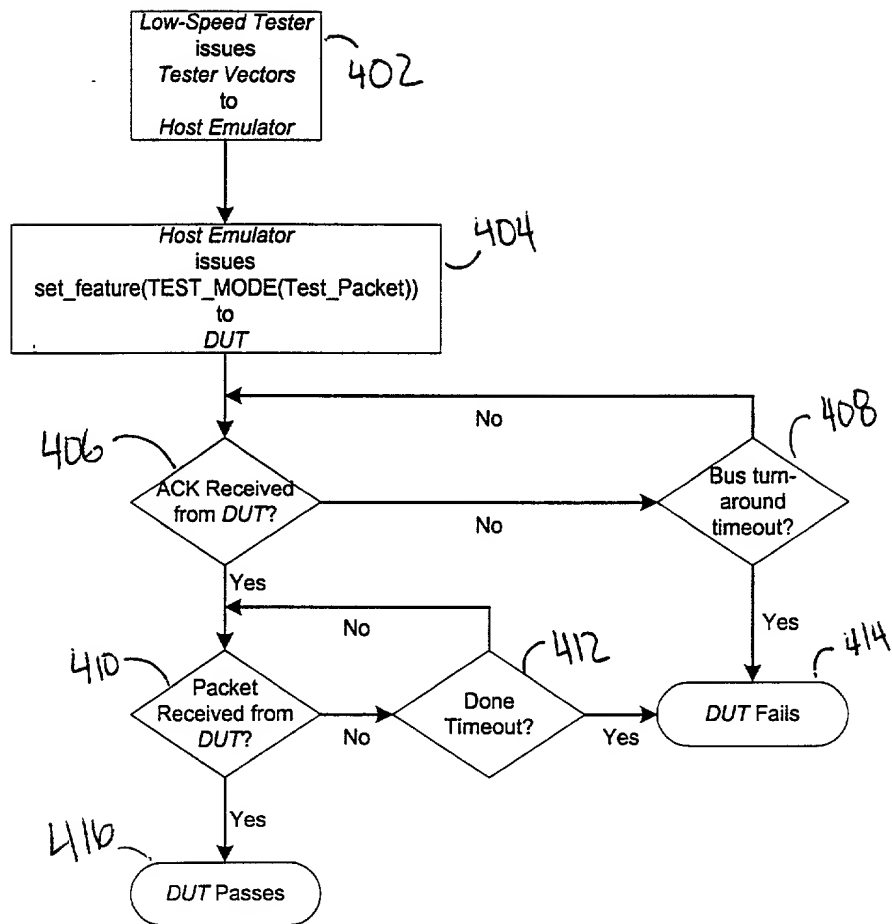 Low-Speed Tester
issues
Tester Vectors
to
Host Emulator
402
Host Emulator
issues
set_feature(TEST_MODE(Test_Packet))
to
DUT
404
No
406
ACK Received
from DUT?
No
408
Bus turn-
around
timeout?
Yes
No
Yes
410
Packet
Received from
DUT?
No
412
Done
Timeout?
Yes
414
DUT Fails
Yes
416
DUT Passes